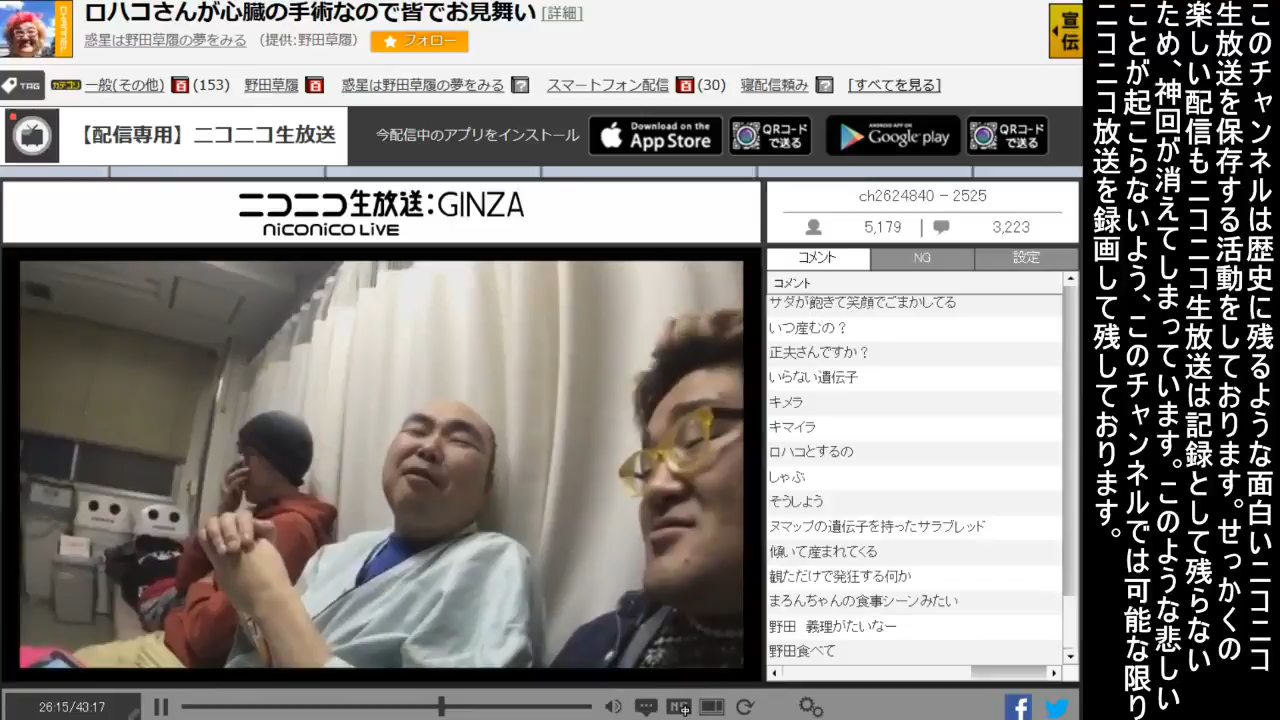 CHANNEL
ロハコさんが心臓の手術なので皆でお見舞い [詳細]
惑星は野田草履の夢をみる (提供:野田草履) フォロー
宣伝
TAG カテゴリ 一般(その他) (153) 野田草履 惑星は野田草履の夢をみる ? スマートフォン配信 (30) 寝配信頼み ? [すべてを見る]
【配信専用】ニコニコ生放送
今配信中のアプリをインストール
Download on the App Store
QRコードで送る
ANDROID APP ON Google play
QRコードで送る
ニコニコ生放送:GINZA
niconico LIVE
ch2624840 - 2525
5,179 | 3,223
コメント NG 設定
コメント
サダが飽きて笑顔でごまかしてる
いつ産むの?
正夫さんですか?
いらない遺伝子
キメラ
キマイラ
ロハコとするの
しゃぶ
そうしよう
ヌマップの遺伝子を持ったサラブレッド
傾いて産まれてくる
観ただけで発狂する何か
まろんちゃんの食事シーンみたい
野田 義理がたいなー
野田食べて
26:15/43:17
このチャンネルは歴史に残るような面白いニコニコ
生放送を保存する活動をしております。せっかくの
楽しい配信もニコニコ生放送は記録として残らない
ため、神回が消えてしまっています。このような悲しい
ことが起こらないよう、このチャンネルでは可能な限り
ニコニコ放送を録画して残しております。